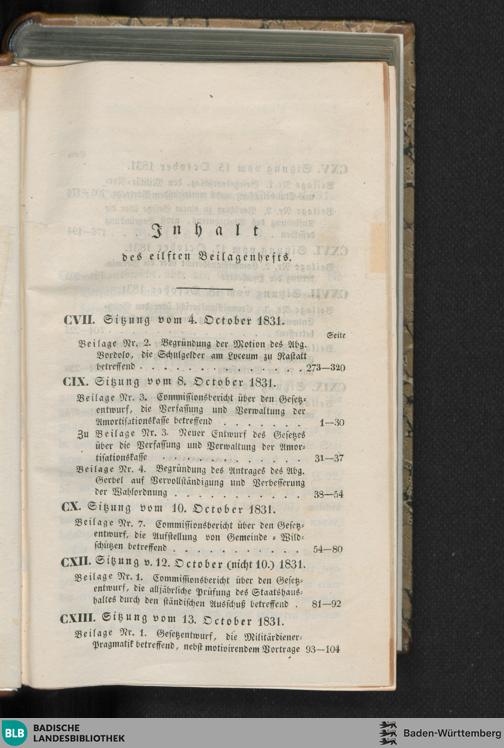 Inhalt
des eilften Beilagenhefts.
CVII. Sitzung vom 4. October 1831.
Seite
Beilage Nr. 2. Begründung der Motion des Abg.
Bordolo, die Schulgelder am Lyceum zu Rastatt
betreffend . . . . . . . . . . . . 273—320
CIX. Sitzung vom 8. October 1831.
Beilage Nr. 3. Commissionsbericht über den Gesetz=
entwurf, die Verfassung und Verwaltung der
Amortisationskasse betreffend . . . . . . . 1—30
Zu Beilage Nr. 3. Neuer Entwurf des Gesetzes
über die Verfassung und Verwaltung der Amor=
tisationskasse . . . . . . . . . . . 31—37
Beilage Nr. 4. Begründung des Antrages des Abg.
Gerbel auf Vervollständigung und Verbesserung
der Wahlordnung . . . . . . . . . . 38—54
CX. Sitzung vom 10. October 1831.
Beilage Nr. 7. Commissionsbericht über den Gesetz=
entwurf, die Aufstellung von Gemeinde = Wild=
schützen betreffend . . . . . . . . . . 54—80
CXII. Sitzung v. 12. October (nicht 10.) 1831.
Beilage Nr. 1. Commissionsbericht über den Gesetz=
entwurf, die alljährliche Prüfung des Staatshaus=
haltes durch den ständischen Ausschuß betreffend . 81—92
CXIII. Sitzung vom 13. October 1831.
Beilage Nr. 1. Gesetzentwurf, die Militärdiener=
Pragmatik betreffend, nebst motivirendem Vortrage 93—104
BLB
BADISCHE
LANDESBIBLIOTHEK
Baden-Württemberg